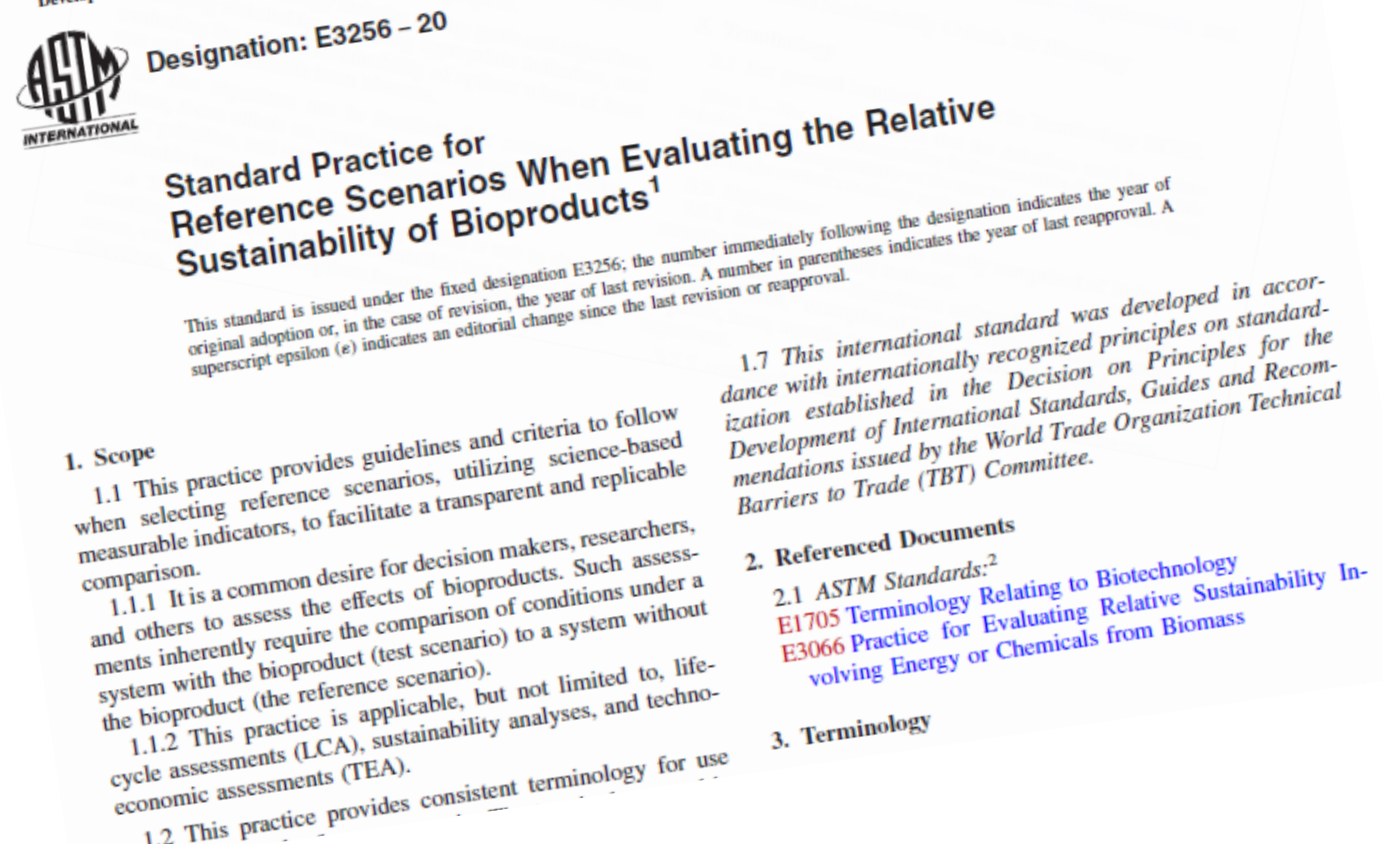 ASTM
INTERNATIONAL
Designation: E3256 – 20
Standard Practice for
Reference Scenarios When Evaluating the Relative
Sustainability of Bioproducts1
This standard is issued under the fixed designation E3256; the number immediately following the designation indicates the year of
original adoption or, in the case of revision, the year of last revision. A number in parentheses indicates the year of last reapproval. A
superscript epsilon (ε) indicates an editorial change since the last revision or reapproval.
1. Scope
1.1 This practice provides guidelines and criteria to follow
when selecting reference scenarios, utilizing science-based
measurable indicators, to facilitate a transparent and replicable
comparison.
1.1.1 It is a common desire for decision makers, researchers,
and others to assess the effects of bioproducts. Such assess-
ments inherently require the comparison of conditions under a
system with the bioproduct (test scenario) to a system without
the bioproduct (the reference scenario).
1.1.2 This practice is applicable, but not limited to, life-
cycle assessments (LCA), sustainability analyses, and techno-
economic assessments (TEA).
1.2 This practice provides consistent terminology for use
1.7 This international standard was developed in accor-
dance with internationally recognized principles on standard-
ization established in the Decision on Principles for the
Development of International Standards, Guides and Recom-
mendations issued by the World Trade Organization Technical
Barriers to Trade (TBT) Committee.
2. Referenced Documents
2.1 ASTM Standards:2
E1705 Terminology Relating to Biotechnology
E3066 Practice for Evaluating Relative Sustainability In-
volving Energy or Chemicals from Biomass
3. Terminology